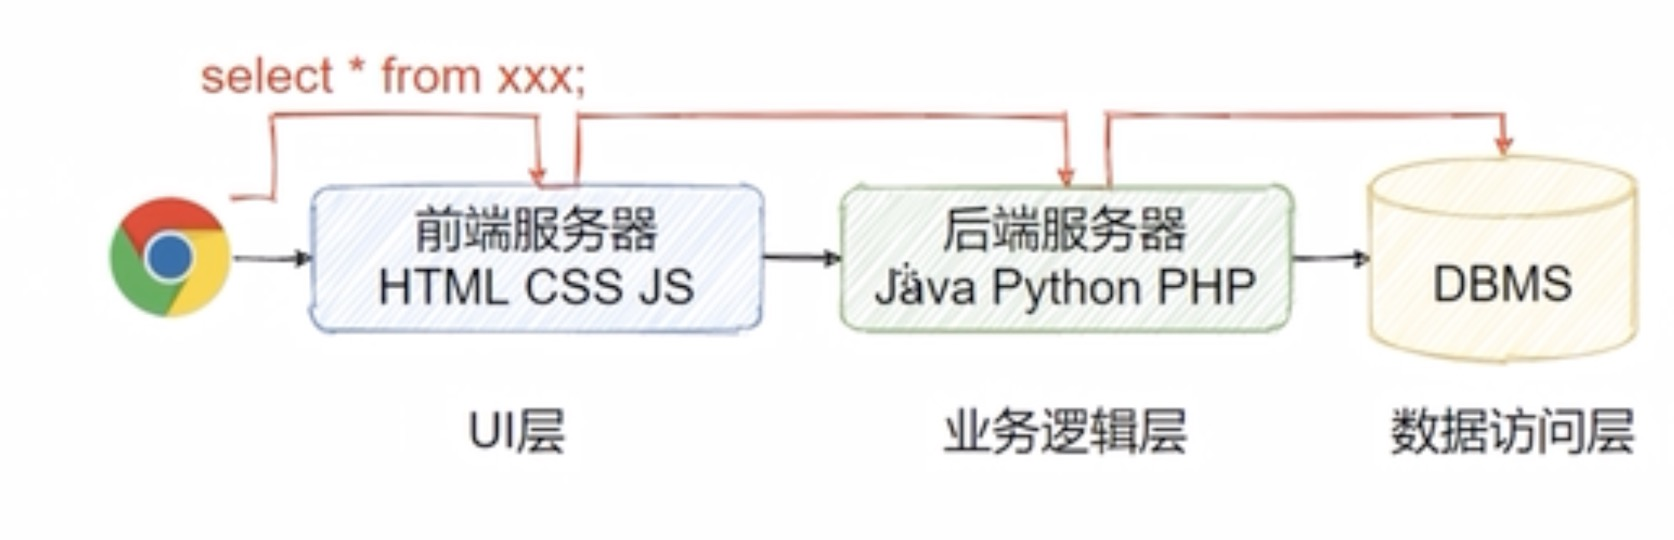 select * from xxx;
前端服务器
HTML CSS JS
后端服务器
Java Python PHP
DBMS
UI层
业务逻辑层
数据访问层